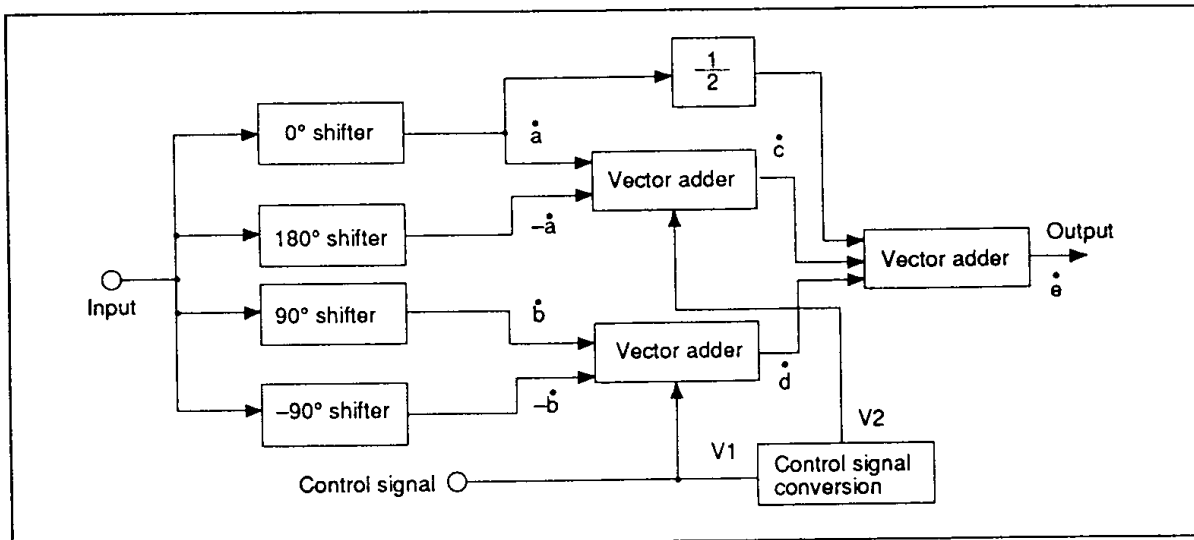 –1/2
0° shifter
ȧ
ċ
Vector adder
–ȧ
180° shifter
Output
Vector adder
ė
Input
90° shifter
ḃ
Vector adder
ḋ
–ḃ
–90° shifter
V2
V1
Control signal
Control signal
conversion